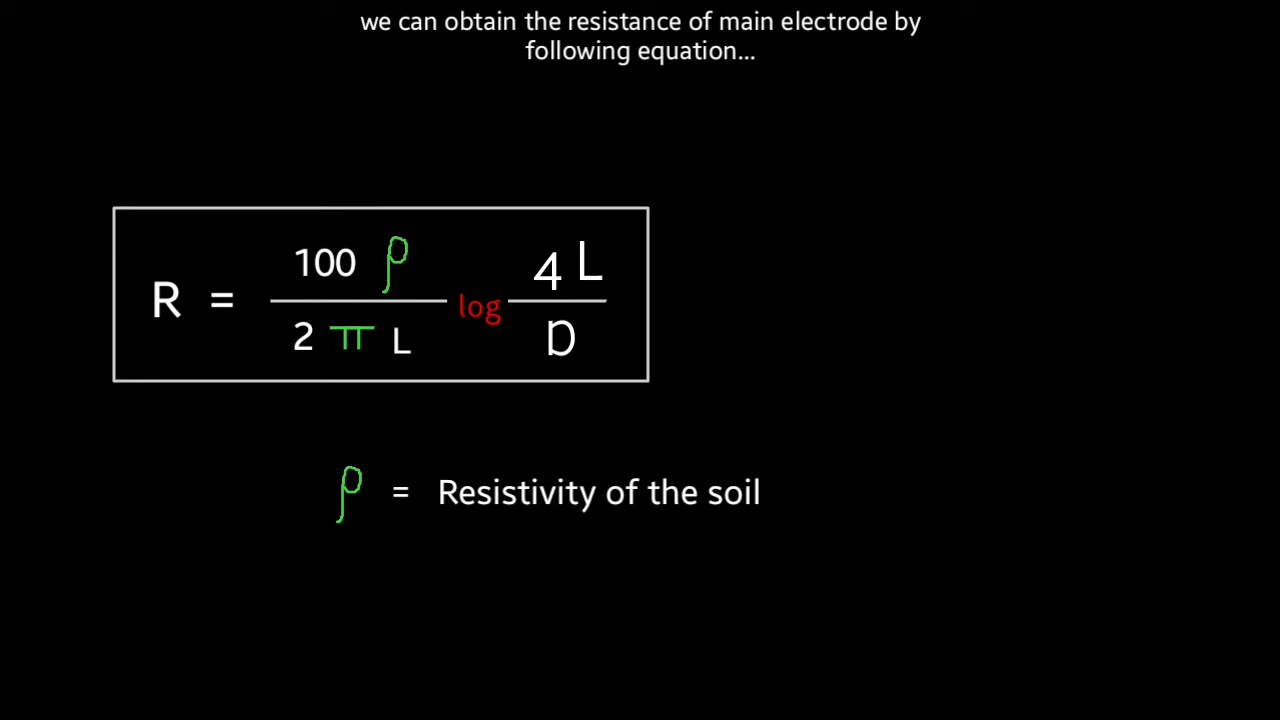 we can obtain the resistance of main electrode by
following equation...
R = 100 ρ / 2 π L log 4 L / D
ρ = Resistivity of the soil